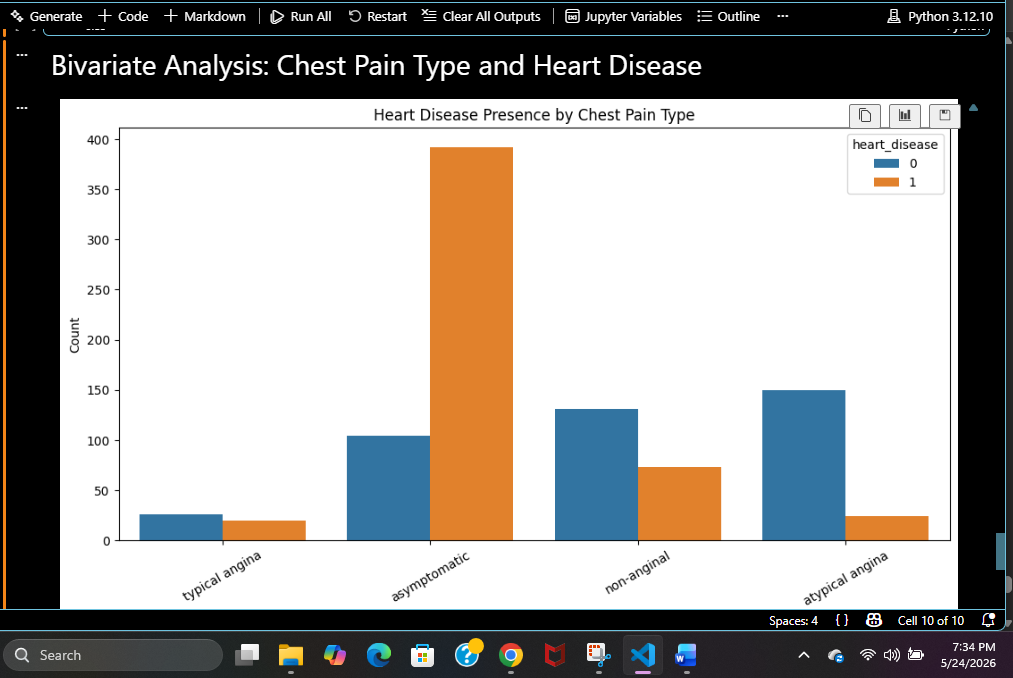 Generate + Code + Markdown Run All Restart Clear All Outputs Jupyter Variables Outline ... Python 3.12.10
Bivariate Analysis: Chest Pain Type and Heart Disease
Heart Disease Presence by Chest Pain Type
heart_disease
0
1
400
350
300
250
200
150
100
50
0
Count
typical angina
asymptomatic
non-anginal
atypical angina
Spaces: 4 { } Cell 10 of 10
Search
7:34 PM
5/24/2026